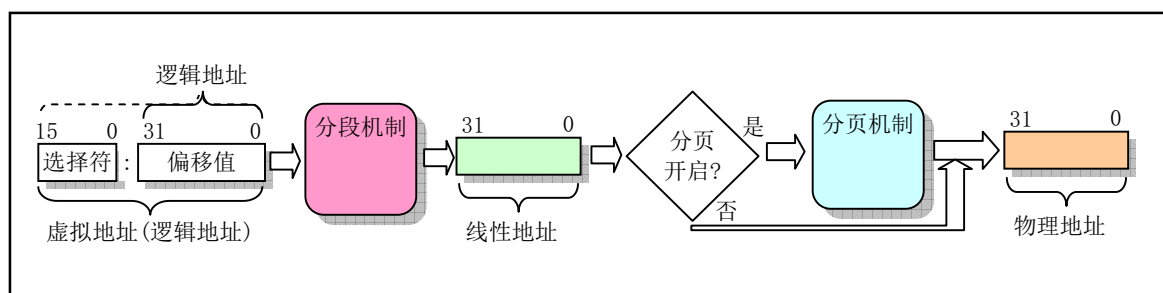 逻辑地址
15 0 31 0
选择符 : 偏移值
虚拟地址(逻辑地址)
分段机制
31 0
线性地址
分页
开启?
是
否
分页机制
31 0
物理地址